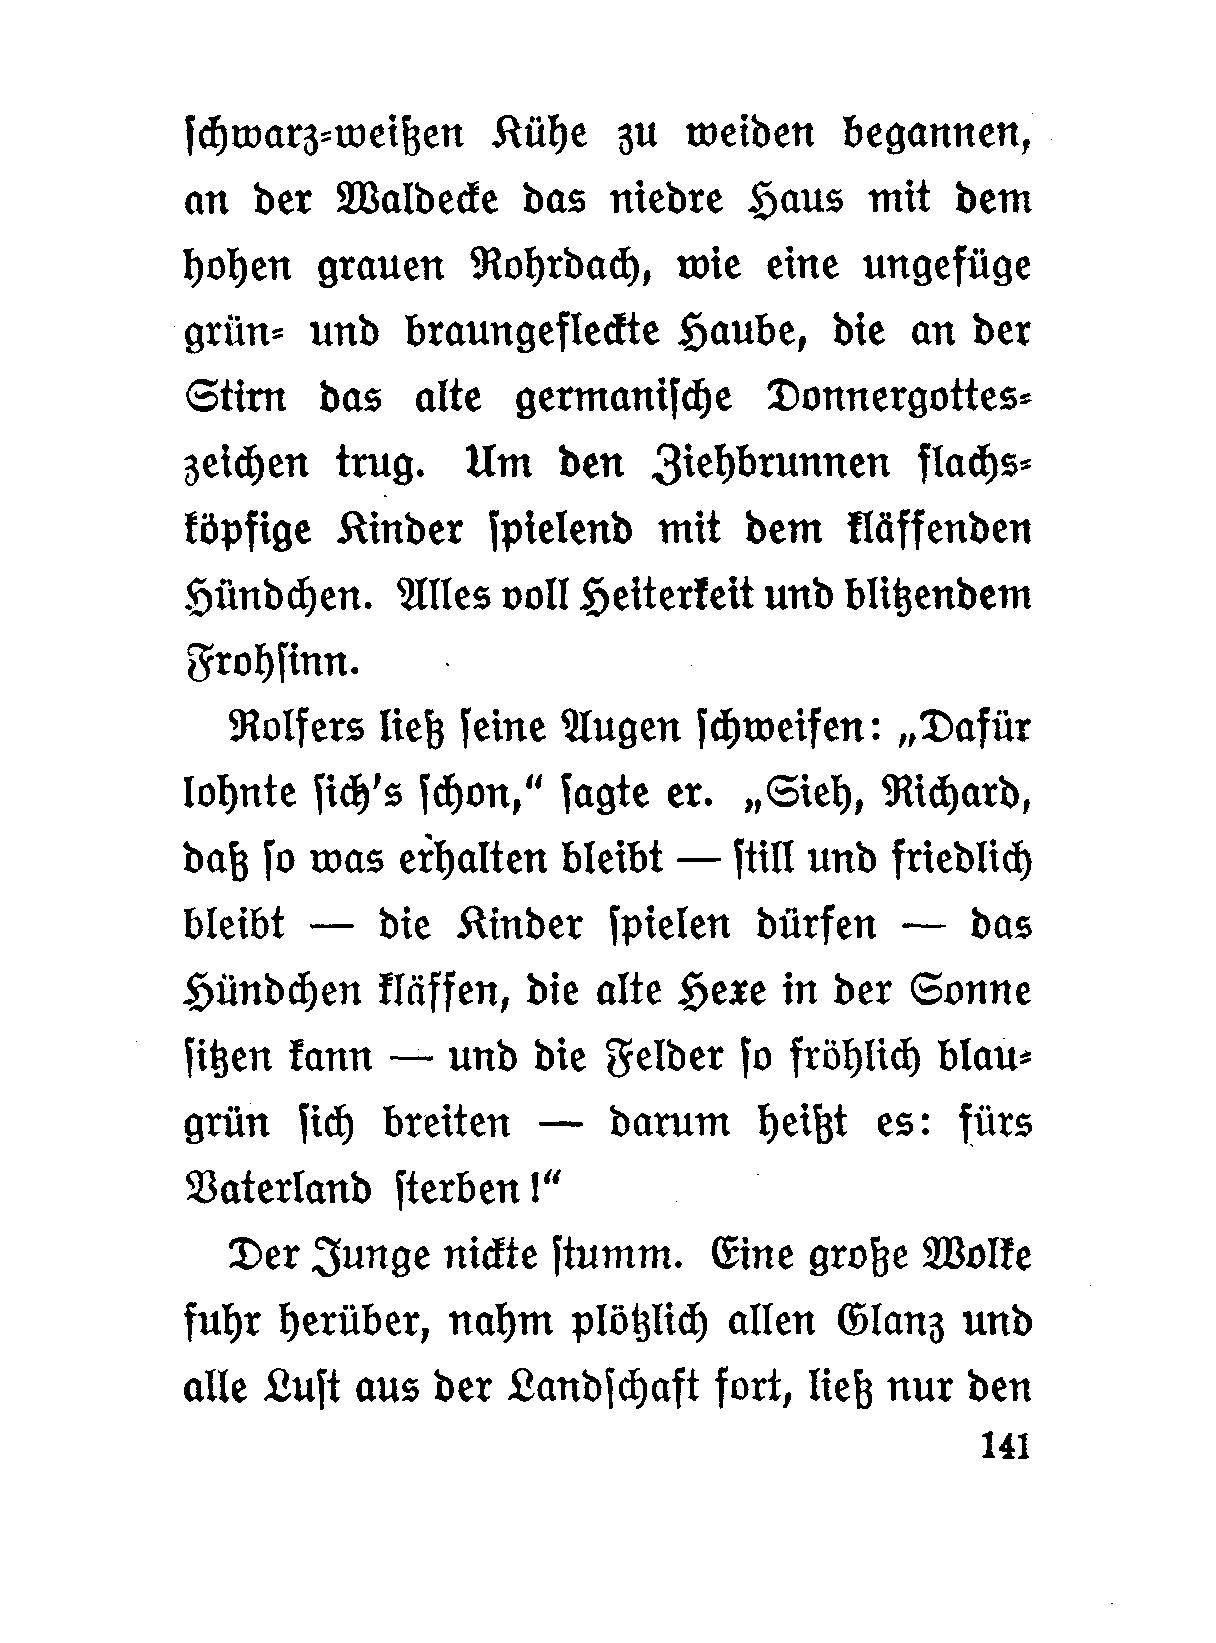 ſchwarz⸗weißen Kühe zu weiden begannen,
an der Waldecke das niedre Haus mit dem
hohen grauen Rohrdach, wie eine ungefüge
grün⸗ und braungefleckte Haube, die an der
Stirn das alte germaniſche Donnergottes⸗
zeichen trug. Um den Ziehbrunnen flachs⸗
köpfige Kinder ſpielend mit dem kläffenden
Hündchen. Alles voll Heiterkeit und blitzendem
Frohſinn.
Rolfers ließ ſeine Augen ſchweifen: „Dafür
lohnte ſich's ſchon,“ ſagte er. „Sieh, Richard,
daß ſo was erhalten bleibt — ſtill und friedlich
bleibt — die Kinder ſpielen dürfen — das
Hündchen kläffen, die alte Hexe in der Sonne
ſitzen kann — und die Felder ſo fröhlich blau⸗
grün ſich breiten — darum heißt es: fürs
Vaterland ſterben!“
Der Junge nickte ſtumm. Eine große Wolke
fuhr herüber, nahm plötzlich allen Glanz und
alle Luſt aus der Landſchaft fort, ließ nur den
141